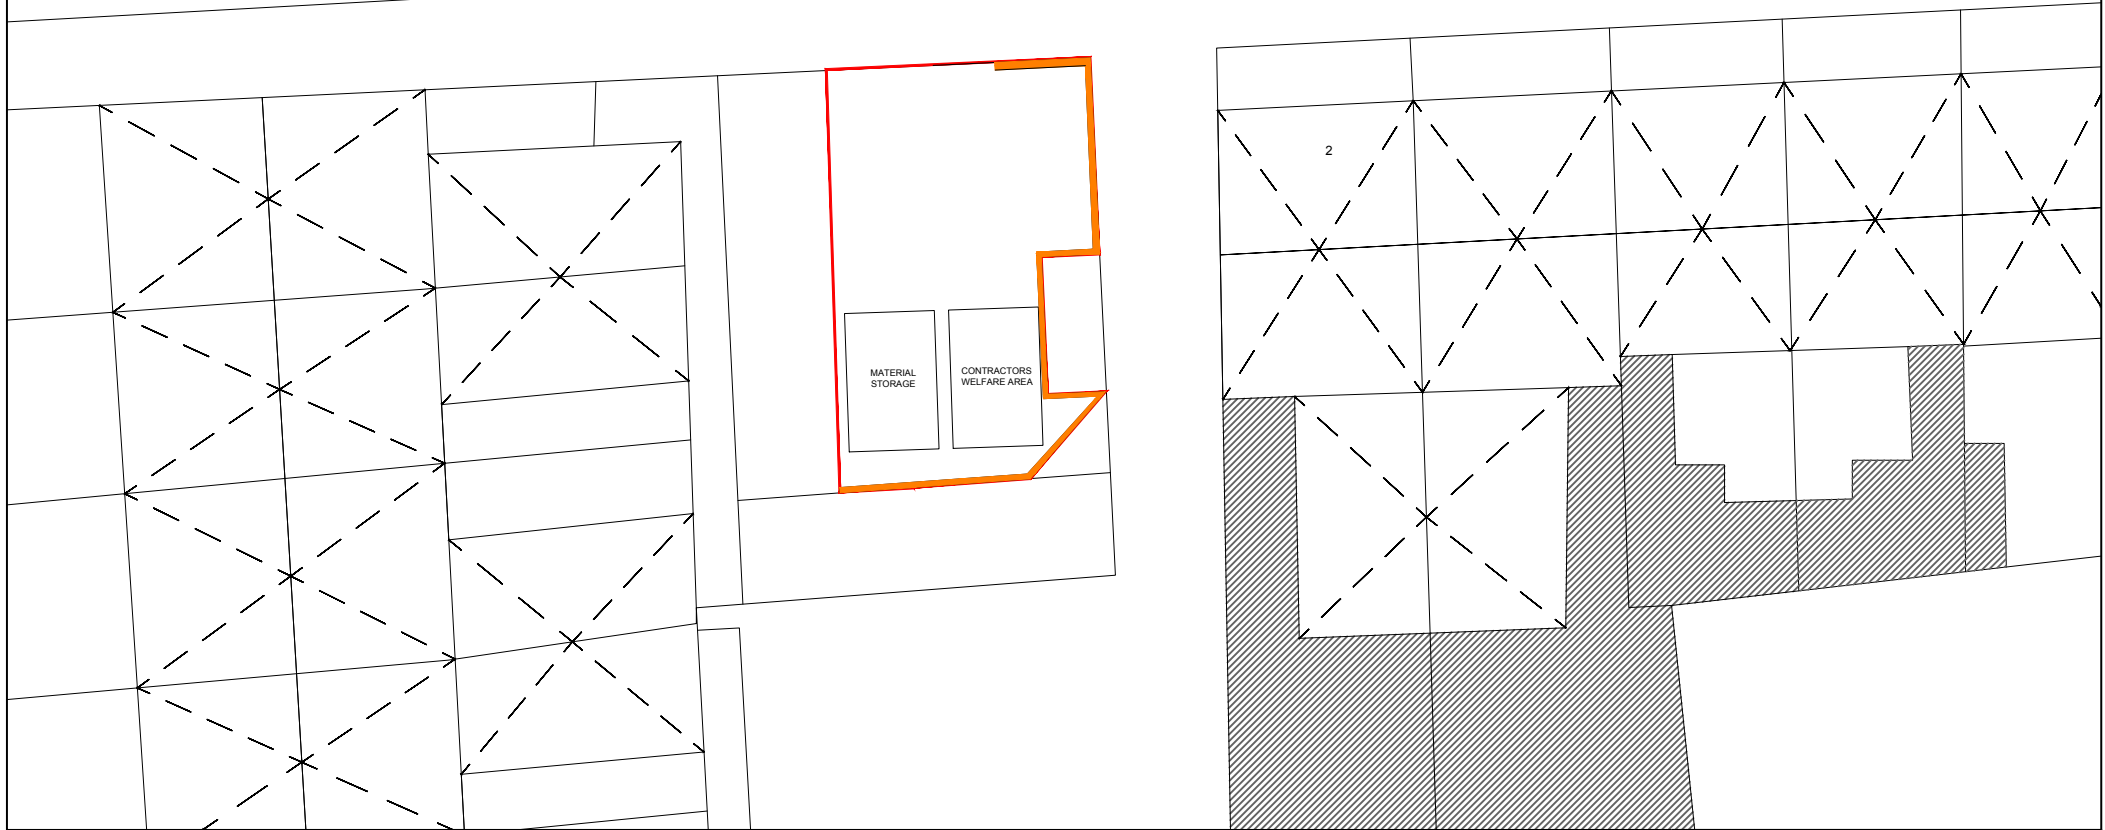 2
MATERIAL
STORAGE
CONTRACTORS
WELFARE AREA